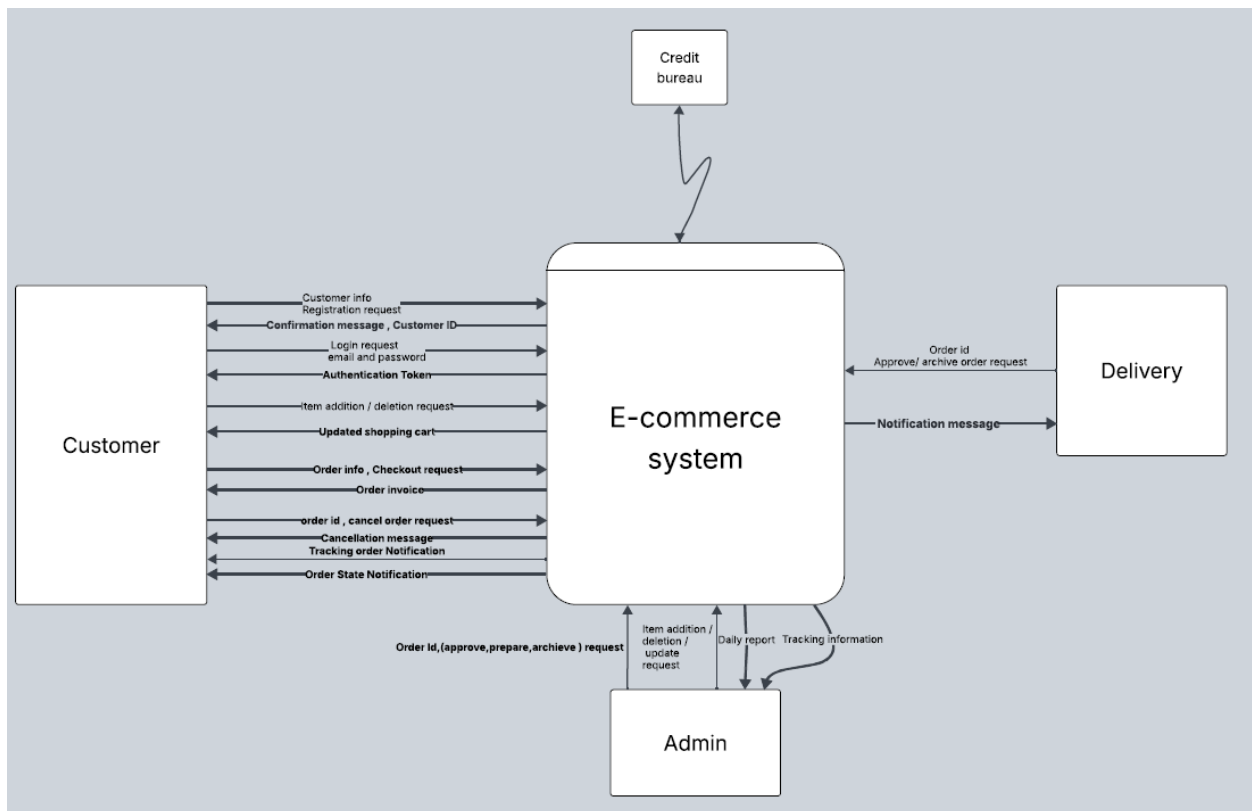 Credit
bureau
Customer info
Registration request
Confirmation message , Customer ID
Login request
email and password
Authentication Token
Item addition / deletion request
Updated shopping cart
Order info , Checkout request
Order invoice
order id , cancel order request
Cancellation message
Tracking order Notification
Order State Notification
Customer
E-commerce
system
Order id
Approve/ archive order request
Notification message
Delivery
Order Id,(approve,prepare,archieve ) request
Item addition /
deletion /
update
request
Daily report
Tracking information
Admin